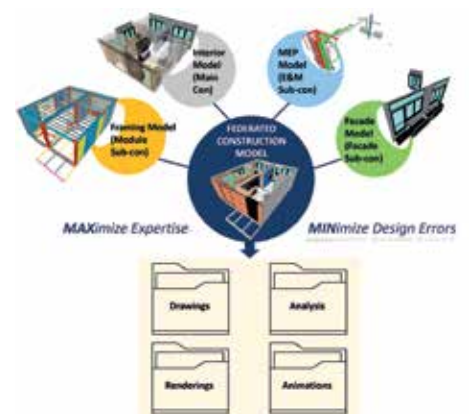 Interior
Model
(Main
Con)
MEP
Model
(E&M
Sub-con)
Framing Model
(Module
Sub-con)
FEDERATED
CONSTRUCTION
MODEL
Facade
Model
(Facade
Sub-con)
MAXimize Expertise
MINimize Design Errors
Drawings
Analysis
Renderings
Animations